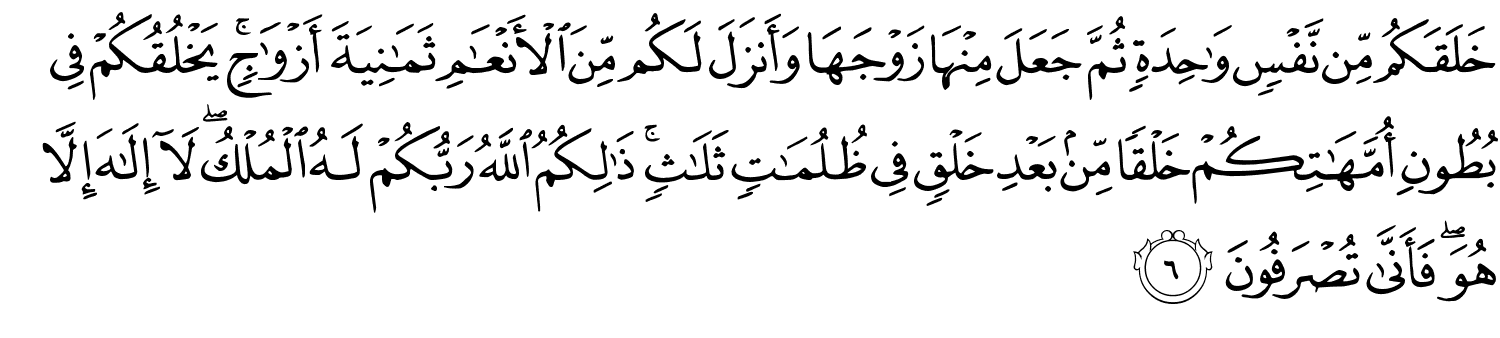 خَلَقَكُم مِّن نَّفْسٍ وَٰحِدَةٍ ثُمَّ جَعَلَ مِنْهَا زَوْجَهَا وَأَنزَلَ لَكُم مِّنَ ٱلْأَنْعَـٰمِ ثَمَـٰنِيَةَ أَزْوَٰجٍ ۚ يَخْلُقُكُمْ فِى
بُطُونِ أُمَّهَـٰتِكُمْ خَلْقًا مِّنۢ بَعْدِ خَلْقٍ فِى ظُلُمَـٰتٍ ثَلَـٰثٍ ۚ ذَٰلِكُمُ ٱللَّهُ رَبُّكُمْ لَهُ ٱلْمُلْكُ ۖ لَآ إِلَـٰهَ إِلَّا
هُوَ ۖ فَأَنَّىٰ تُصْرَفُونَ ٦